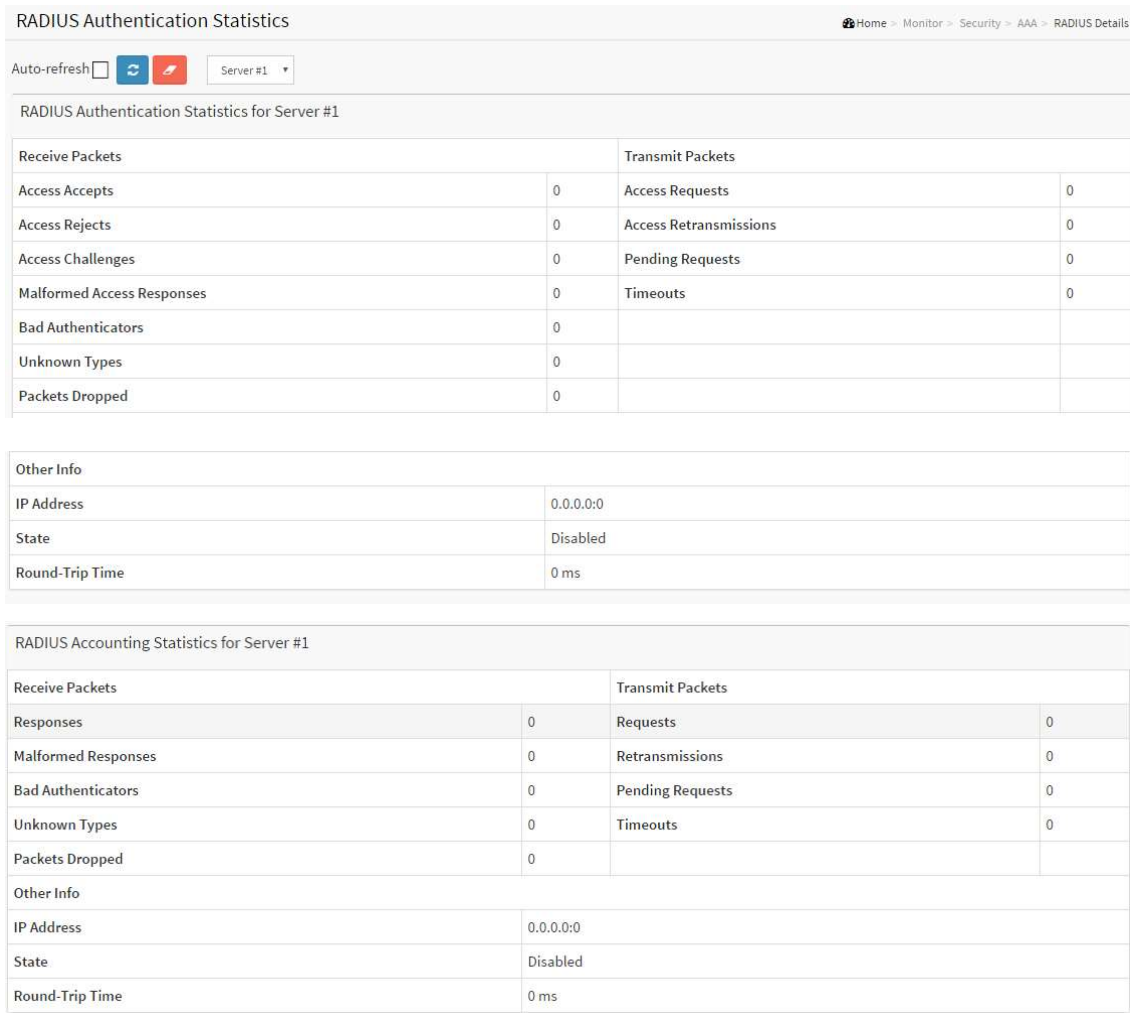 RADIUS Authentication Statistics
Home > Monitor > Security > AAA > RADIUS Details
Auto-refresh Server #1
RADIUS Authentication Statistics for Server #1
Receive Packets Transmit Packets
Access Accepts 0 Access Requests 0
Access Rejects 0 Access Retransmissions 0
Access Challenges 0 Pending Requests 0
Malformed Access Responses 0 Timeouts 0
Bad Authenticators 0
Unknown Types 0
Packets Dropped 0
Other Info
IP Address 0.0.0.0:0
State Disabled
Round-Trip Time 0 ms
RADIUS Accounting Statistics for Server #1
Receive Packets Transmit Packets
Responses 0 Requests 0
Malformed Responses 0 Retransmissions 0
Bad Authenticators 0 Pending Requests 0
Unknown Types 0 Timeouts 0
Packets Dropped 0
Other Info
IP Address 0.0.0.0:0
State Disabled
Round-Trip Time 0 ms